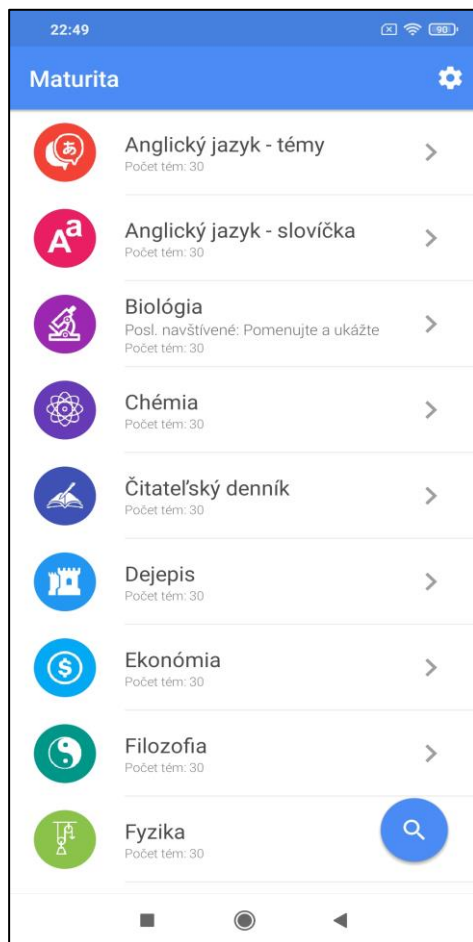 22:49
90
Maturita
Anglický jazyk - témy
Počet tém: 30
Anglický jazyk - slovíčka
Počet tém: 30
Biológia
Posl. navštívené: Pomenujte a ukážte
Počet tém: 30
Chémia
Počet tém: 30
Čitateľský denník
Počet tém: 30
Dejepis
Počet tém: 30
Ekonómia
Počet tém: 30
Filozofia
Počet tém: 30
Fyzika
Počet tém: 30